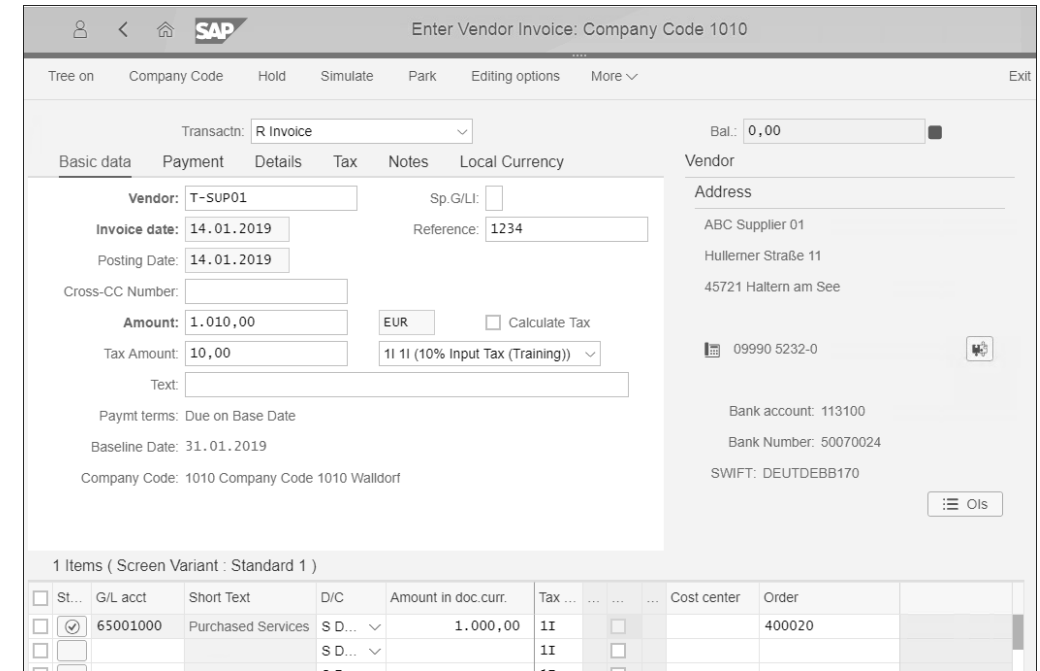 SAP Enter Vendor Invoice: Company Code 1010
Tree on Company Code Hold Simulate Park Editing options More Exit
Transactn: R Invoice Bal.: 0,00
Basic data Payment Details Tax Notes Local Currency Vendor
Vendor: T-SUP01 Sp.G/LI: Address
Invoice date: 14.01.2019 Reference: 1234 ABC Supplier 01
Posting Date: 14.01.2019 Hullerner Straße 11
Cross-CC Number: 45721 Haltern am See
Amount: 1.010,00 EUR Calculate Tax
Tax Amount: 10,00 1I 1I (10% Input Tax (Training)) 09990 5232-0
Text:
Paymt terms: Due on Base Date Bank account: 113100
Baseline Date: 31.01.2019 Bank Number: 50070024
Company Code: 1010 Company Code 1010 Walldorf SWIFT: DEUTDEBB170
OIs
1 Items ( Screen Variant : Standard 1 )
St... G/L acct Short Text D/C Amount in doc.curr. Tax ... ... ... ... Cost center Order
65001000 Purchased Services S D... 1.000,00 1I 400020
S D... 1I